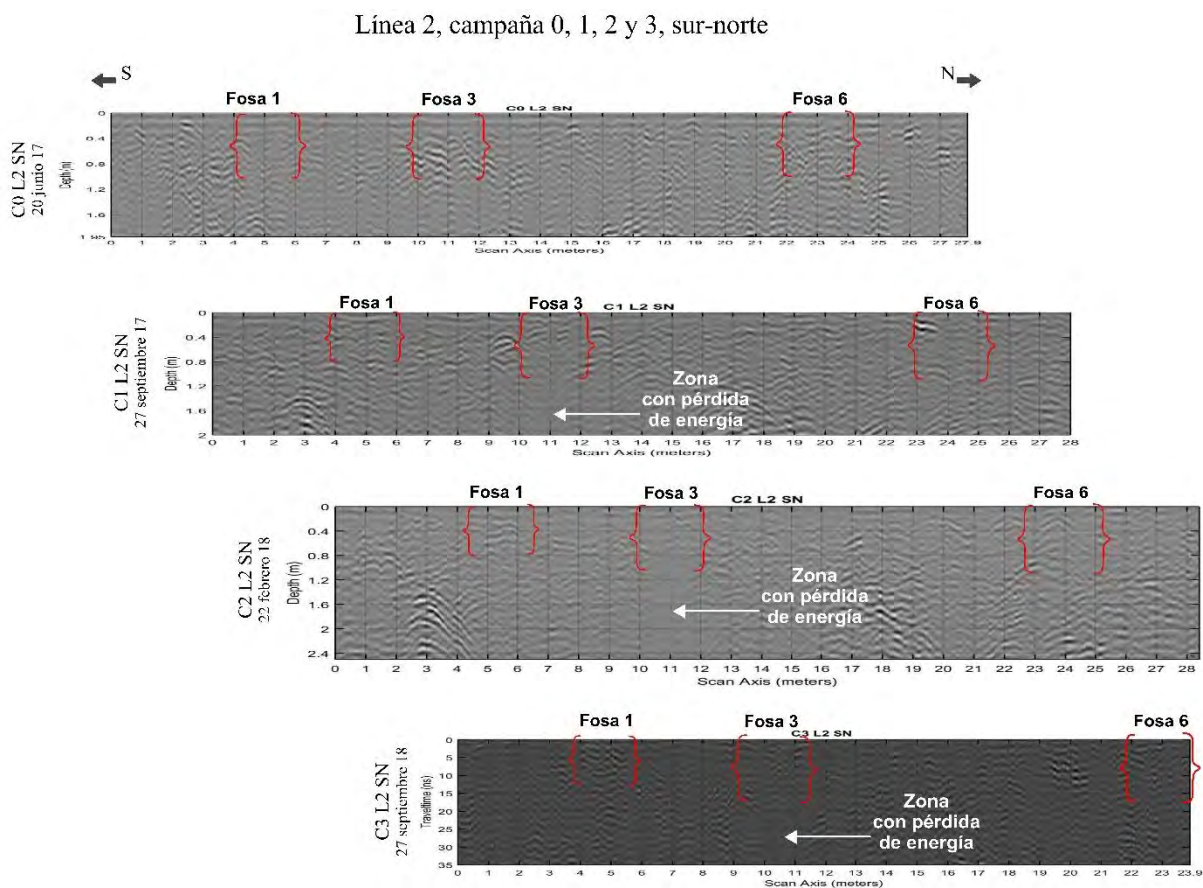 Línea 2, campaña 0, 1, 2 y 3, sur-norte
S
N
Fosa 1
Fosa 3
C0 L2 SN
Fosa 6
C0 L2 SN
20 junio 17
Depth (m)
0
0.4
0.8
1.2
1.6
1.95
0 1 2 3 4 5 6 7 8 9 10 11 12 13 14 15 16 17 18 19 20 21 22 23 24 25 26 27 27.9
Scan Axis (meters)
Fosa 1
Fosa 3
C1 L2 SN
Fosa 6
C1 L2 SN
27 septiembre 17
Depth (m)
0
0.4
0.8
1.2
1.6
2
Zona
con pérdida
de energía
0 1 2 3 4 5 6 7 8 9 10 11 12 13 14 15 16 17 18 19 20 21 22 23 24 25 26 27 28
Scan Axis (meters)
Fosa 1
Fosa 3
C2 L2 SN
Fosa 6
C2 L2 SN
22 febrero 18
Depth (m)
0
0.4
0.8
1.2
1.6
2
2.4
Zona
con pérdida
de energía
0 1 2 3 4 5 6 7 8 9 10 11 12 13 14 15 16 17 18 19 20 21 22 23 24 25 26 27 28
Scan Axis (meters)
Fosa 1
Fosa 3
C3 L2 SN
Fosa 6
C3 L2 SN
27 septiembre 18
Traveltime (ns)
0
5
10
15
20
25
30
35
Zona
con pérdida
de energía
0 1 2 3 4 5 6 7 8 9 10 11 12 13 14 15 16 17 18 19 20 21 22 23 23.9
Scan Axis (meters)